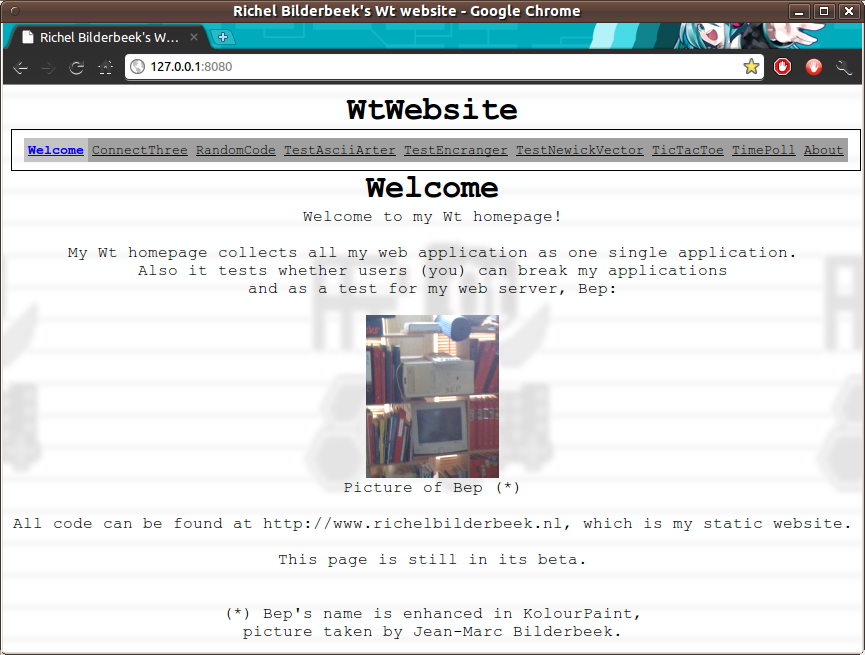 Richel Bilderbeek's Wt website - Google Chrome
Richel Bilderbeek's W...
127.0.0.1:8080
WtWebsite
Welcome ConnectThree RandomCode TestAsciiArter TestEncranger TestNewickVector TicTacToe TimePoll About
Welcome
Welcome to my Wt homepage!
My Wt homepage collects all my web application as one single application.
Also it tests whether users (you) can break my applications
and as a test for my web server, Bep:
Picture of Bep (*)
All code can be found at http://www.richelbilderbeek.nl, which is my static website.
This page is still in its beta.
(*) Bep's name is enhanced in KolourPaint,
picture taken by Jean-Marc Bilderbeek.